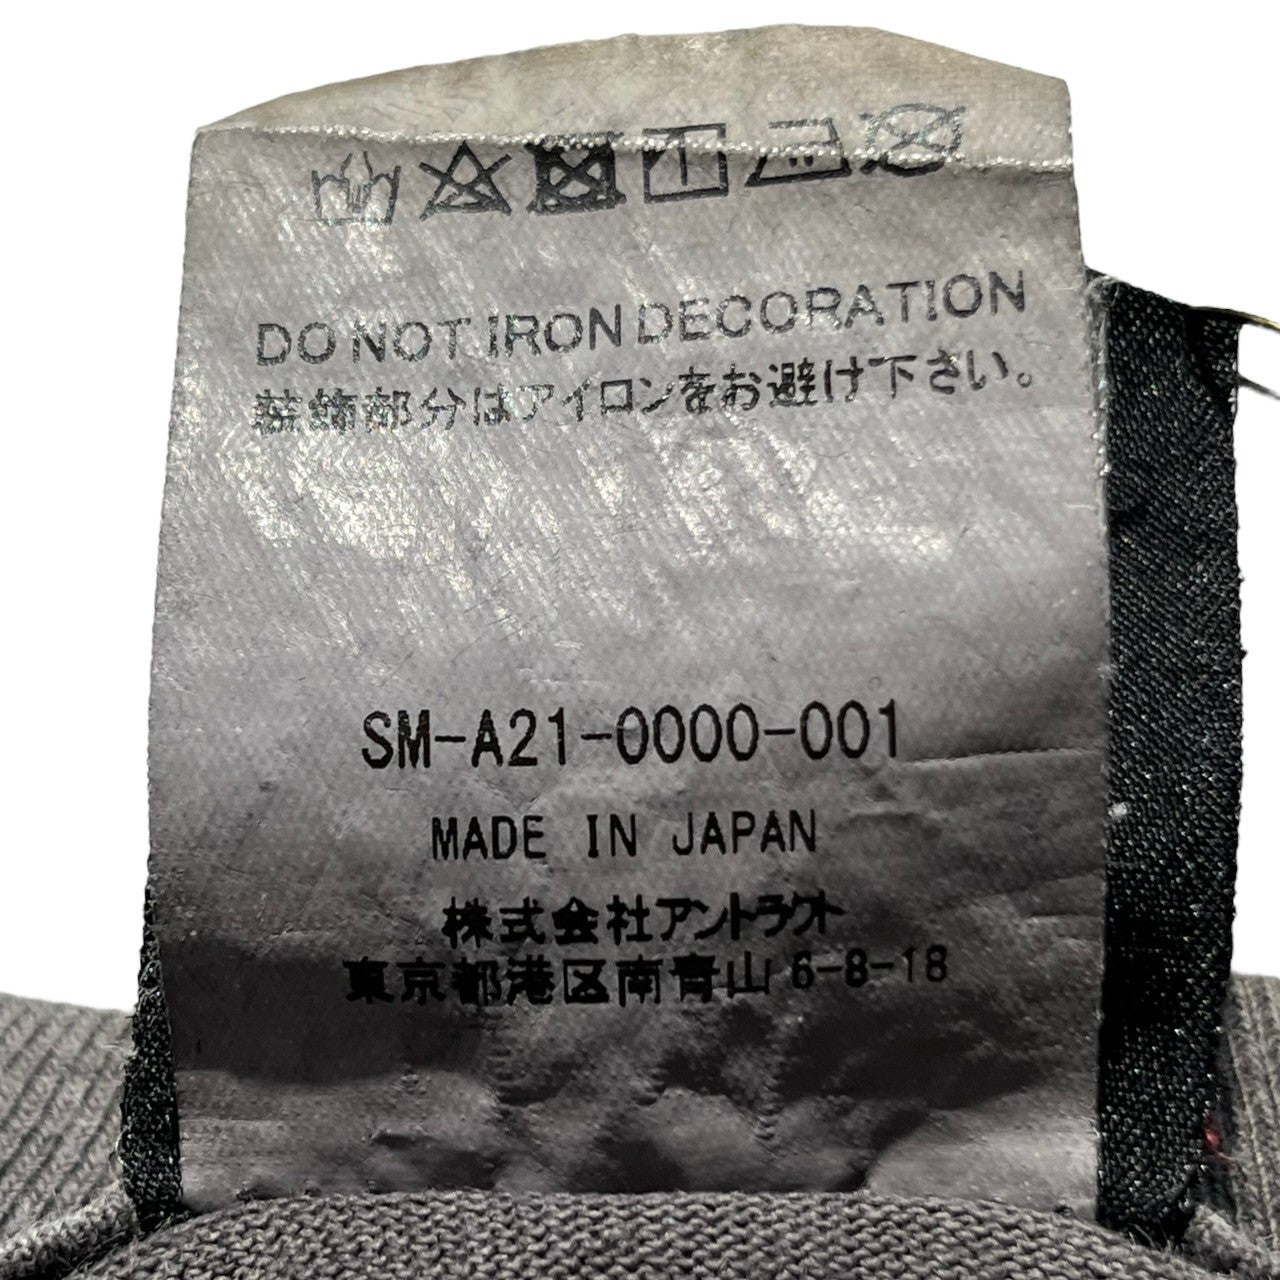 DO NOT IRON DECORATION
装飾部分はアイロンをお避け下さい。
SM-A21-0000-001
MADE IN JAPAN
株式会社アントラクト
東京都港区南青山 6-8-18